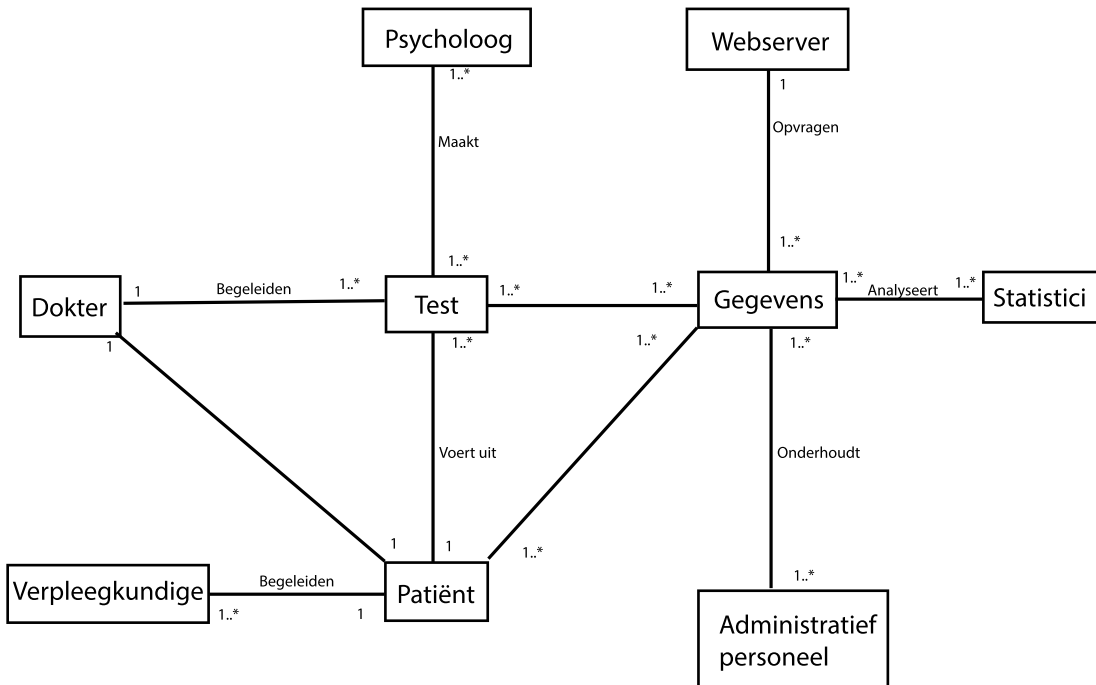 Psycholoog
Webserver
1..*
1
Maakt
Opvragen
1..*
1..*
Dokter
1
Begeleiden
1..*
Test
1..*
1..*
Gegevens
1..*
Analyseert
1..*
Statistici
1
1..*
1..*
1..*
Voert uit
Onderhoudt
1
1
1..*
Verpleegkundige
Begeleiden
1..*
1
Patiënt
1..*
Administratief
personeel